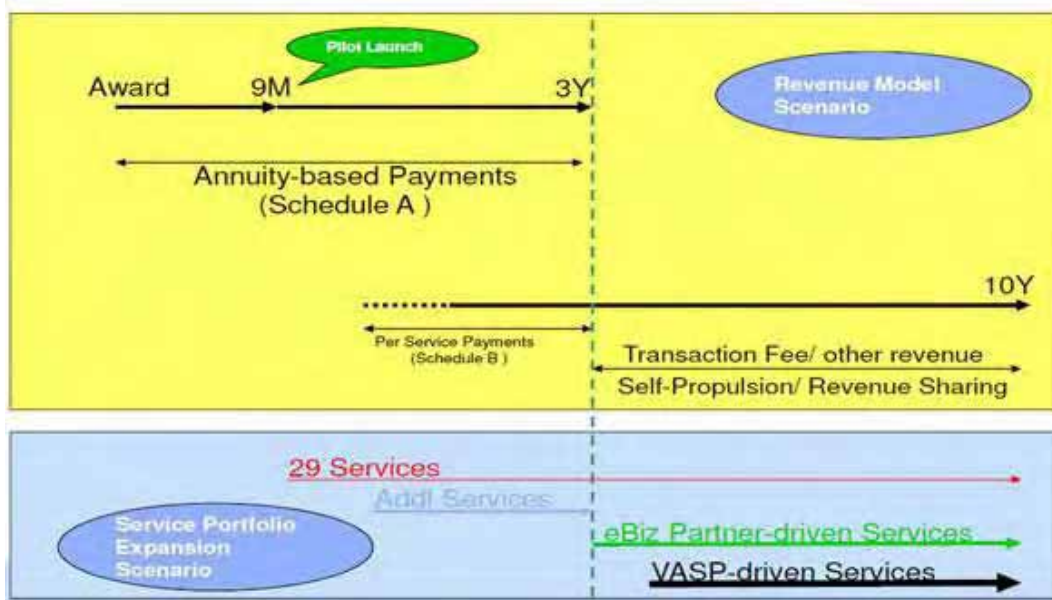 Pilot Launch
Award
9M
3Y
Revenue Model
Scenario
Annuity-based Payments
(Schedule A )
10Y
Per Service Payments
(Schedule B )
Transaction Fee/ other revenue
Self-Propulsion/ Revenue Sharing
29 Services
Addl Services
Service Portfolio
Expansion
Scenario
eBiz Partner-driven Services
VASP-driven Services